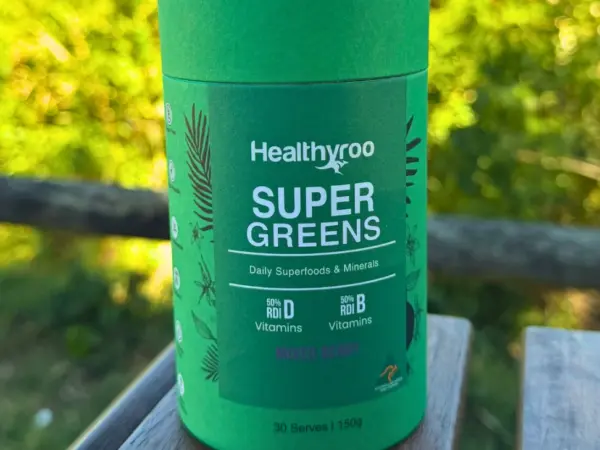 Healthyroo
SUPER
GREENS
Daily Superfoods & Minerals
50%
RDI D
Vitamins
50%
RDI B
Vitamins
30 Serves | 150g